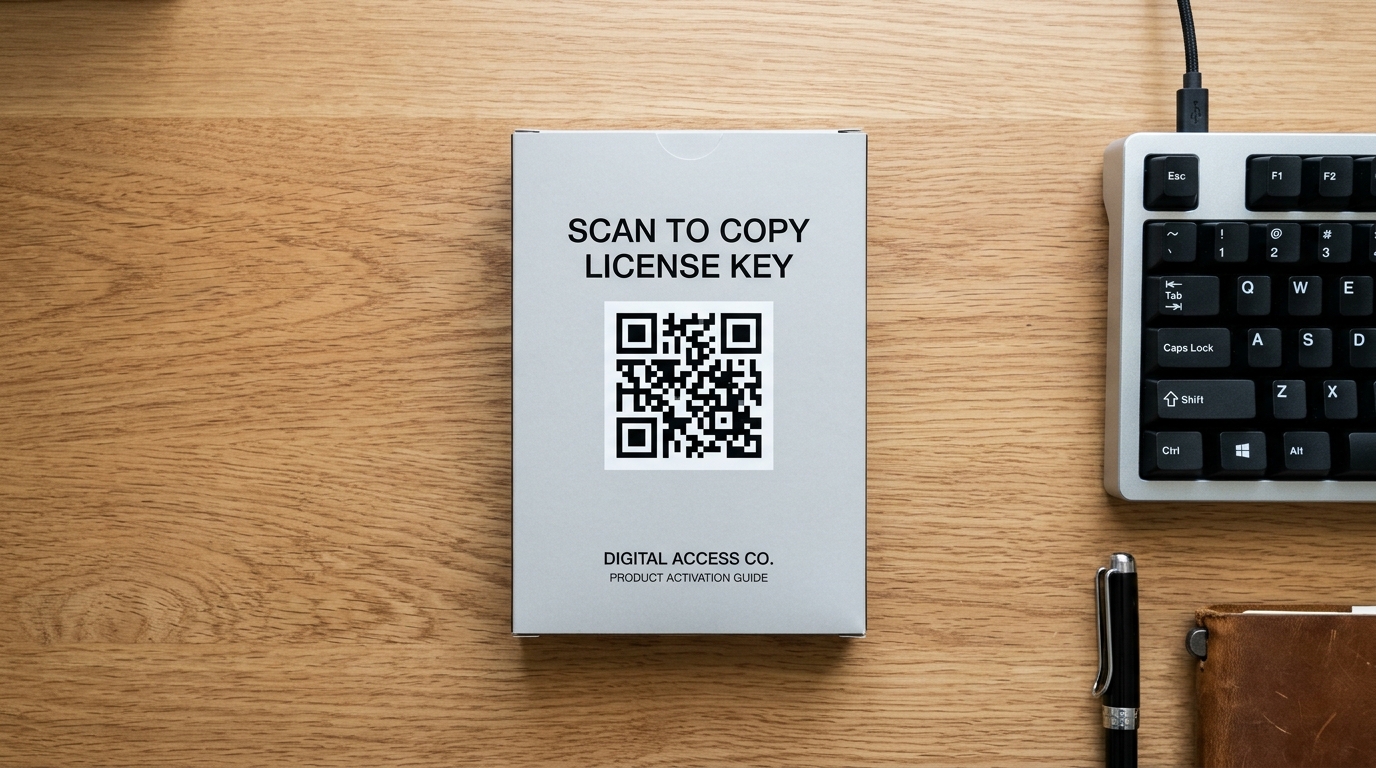 SCAN TO COPY
LICENSE KEY
DIGITAL ACCESS CO.
PRODUCT ACTIVATION GUIDE
Esc
F1
F2
~
`
!
1
@
2
#
3
Tab
Q
W
E
Caps Lock
A
S
D
Shift
Z
X
Ctrl
Alt